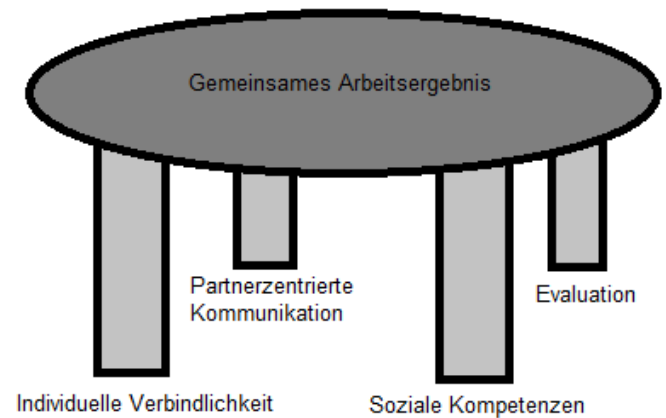 Gemeinsames Arbeitsergebnis
Partnerzentrierte
Kommunikation
Evaluation
Individuelle Verbindlichkeit
Soziale Kompetenzen